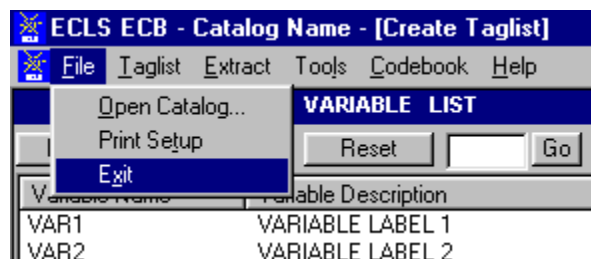 ECLS ECB - Catalog Name - [Create Taglist]
File Taglist Extract Tools Codebook Help
Open Catalog... VARIABLE LIST
Print Setup Reset Go
Exit
Variable Description
VAR1 VARIABLE LABEL 1
VAR2 VARIABLE LABEL 2